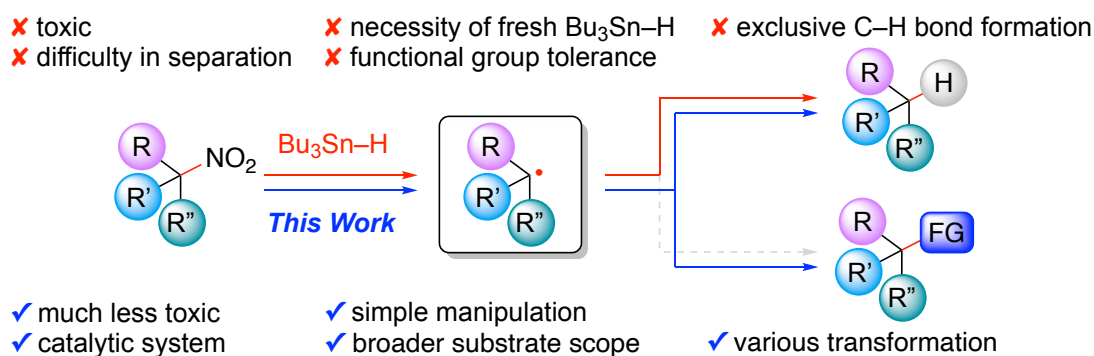 ✘ toxic
✘ difficulty in separation
✘ necessity of fresh Bu₃Sn–H
✘ functional group tolerance
✘ exclusive C–H bond formation
R
NO₂
R'
R”
Bu₃Sn–H
This Work
R
•
R'
R”
R
H
R'
R”
R
FG
R'
R”
✓ much less toxic
✓ catalytic system
✓ simple manipulation
✓ broader substrate scope
✓ various transformation